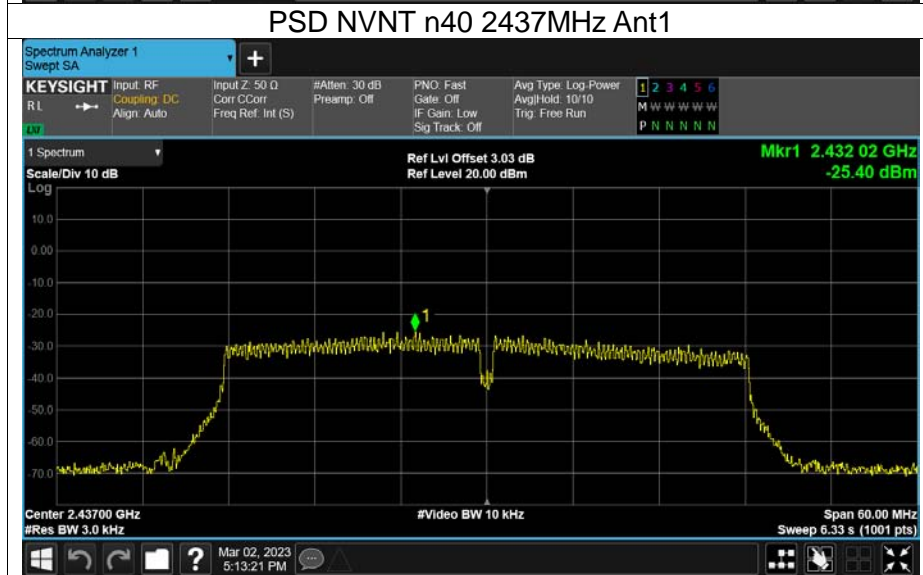 PSD NVNT n40 2437MHz Ant1
Spectrum Analyzer 1
Swept SA
+
KEYSIGHT
R L
LXI
Input: RF
Coupling: DC
Align: Auto
Input Z: 50 Ω
Corr CCorr
Freq Ref: Int (S)
#Atten: 30 dB
Preamp: Off
PNO: Fast
Gate: Off
IF Gain: Low
Sig Track: Off
Avg Type: Log-Power
Avg|Hold: 10/10
Trig: Free Run
1 2 3 4 5 6
M W W W W W
P N N N N N
1 Spectrum
Scale/Div 10 dB
Log
Ref Lvl Offset 3.03 dB
Ref Level 20.00 dBm
Mkr1 2.432 02 GHz
-25.40 dBm
10.0
0.00
-10.0
-20.0
-30.0
-40.0
-50.0
-60.0
-70.0
1
Center 2.43700 GHz
#Res BW 3.0 kHz
#Video BW 10 kHz
Span 60.00 MHz
Sweep 6.33 s (1001 pts)
?
Mar 02, 2023
5:13:21 PM